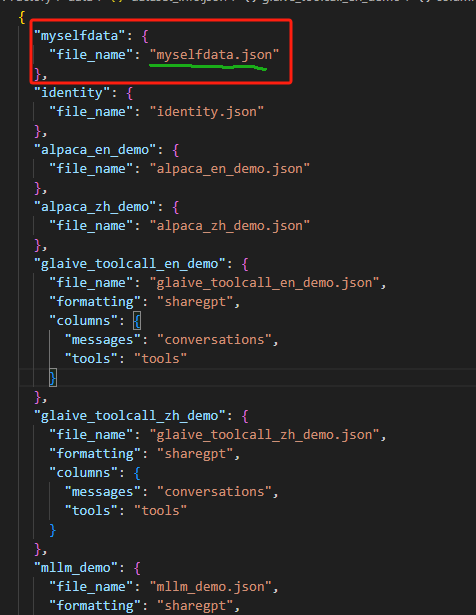 {
"myselfdata": {
"file_name": "myselfdata.json"
},
"identity": {
"file_name": "identity.json"
},
"alpaca_en_demo": {
"file_name": "alpaca_en_demo.json"
},
"alpaca_zh_demo": {
"file_name": "alpaca_zh_demo.json"
},
"glaive_toolcall_en_demo": {
"file_name": "glaive_toolcall_en_demo.json",
"formatting": "sharegpt",
"columns": {
"messages": "conversations",
"tools": "tools"
}
},
"glaive_toolcall_zh_demo": {
"file_name": "glaive_toolcall_zh_demo.json",
"formatting": "sharegpt",
"columns": {
"messages": "conversations",
"tools": "tools"
}
},
"mllm_demo": {
"file_name": "mllm_demo.json",
"formatting": "sharegpt",